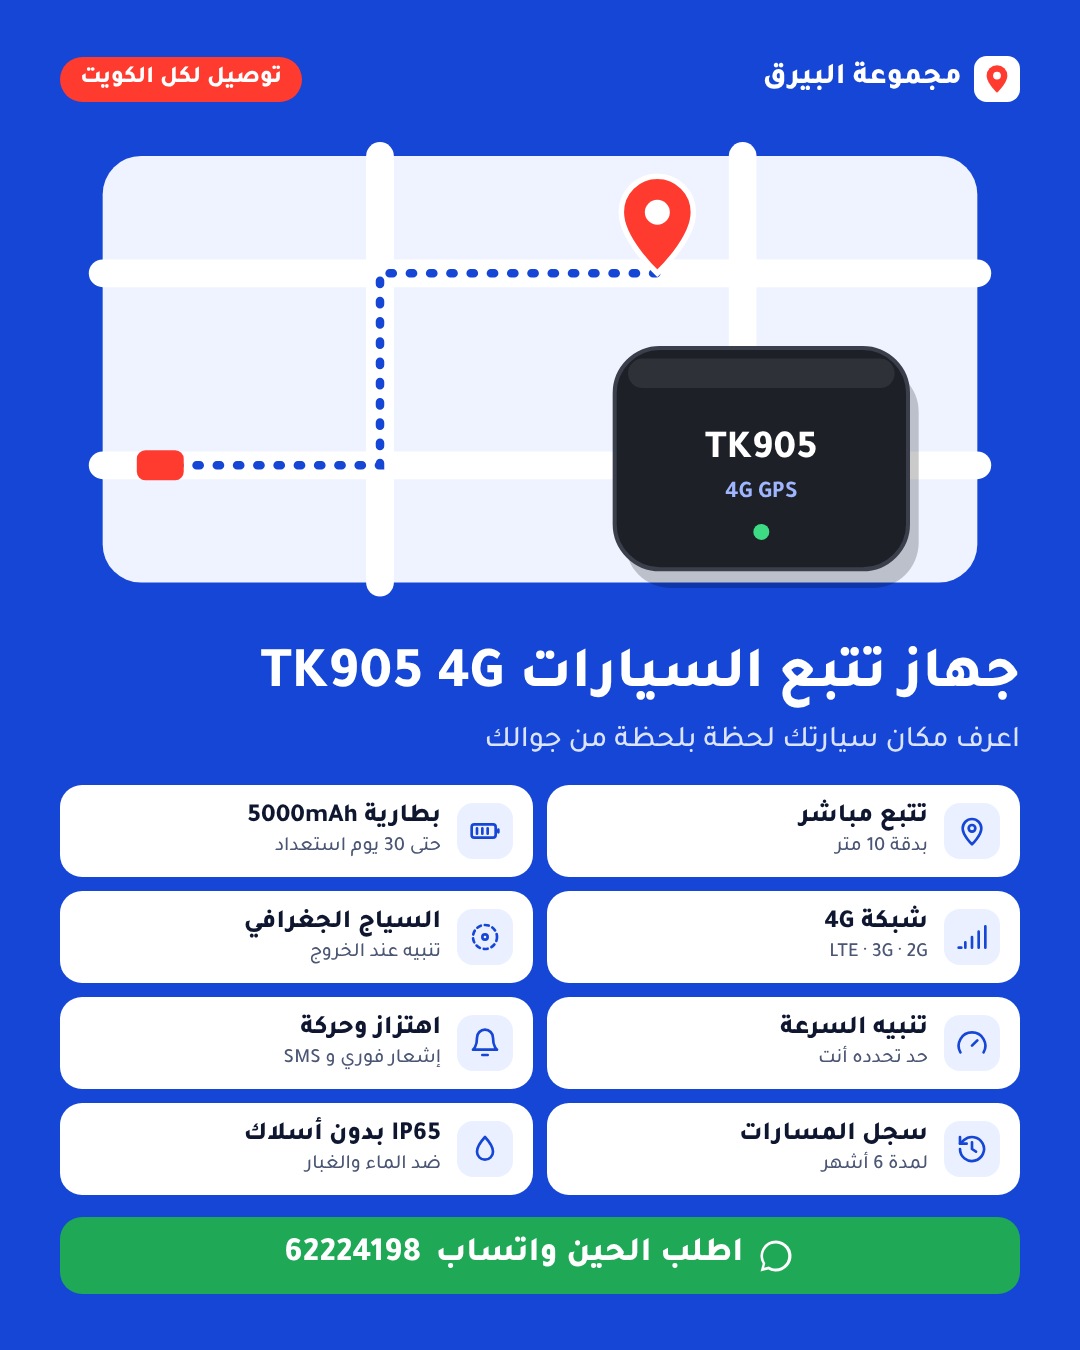 مجموعة البيرق
توصيل لكل الكويت
TK905
4G GPS
جهاز تتبع السيارات TK905 4G
اعرف مكان سيارتك لحظة بلحظة من جوالك
تتبع مباشر
بدقة 10 متر
بطارية 5000mAh
حتى 30 يوم استعداد
شبكة 4G
LTE · 3G · 2G
السياج الجغرافي
تنبيه عند الخروج
تنبيه السرعة
حد تحدده أنت
اهتزاز وحركة
إشعار فوري و SMS
سجل المسارات
لمدة 6 أشهر
IP65 بدون أسلاك
ضد الماء والغبار
اطلب الحين واتساب 62224198